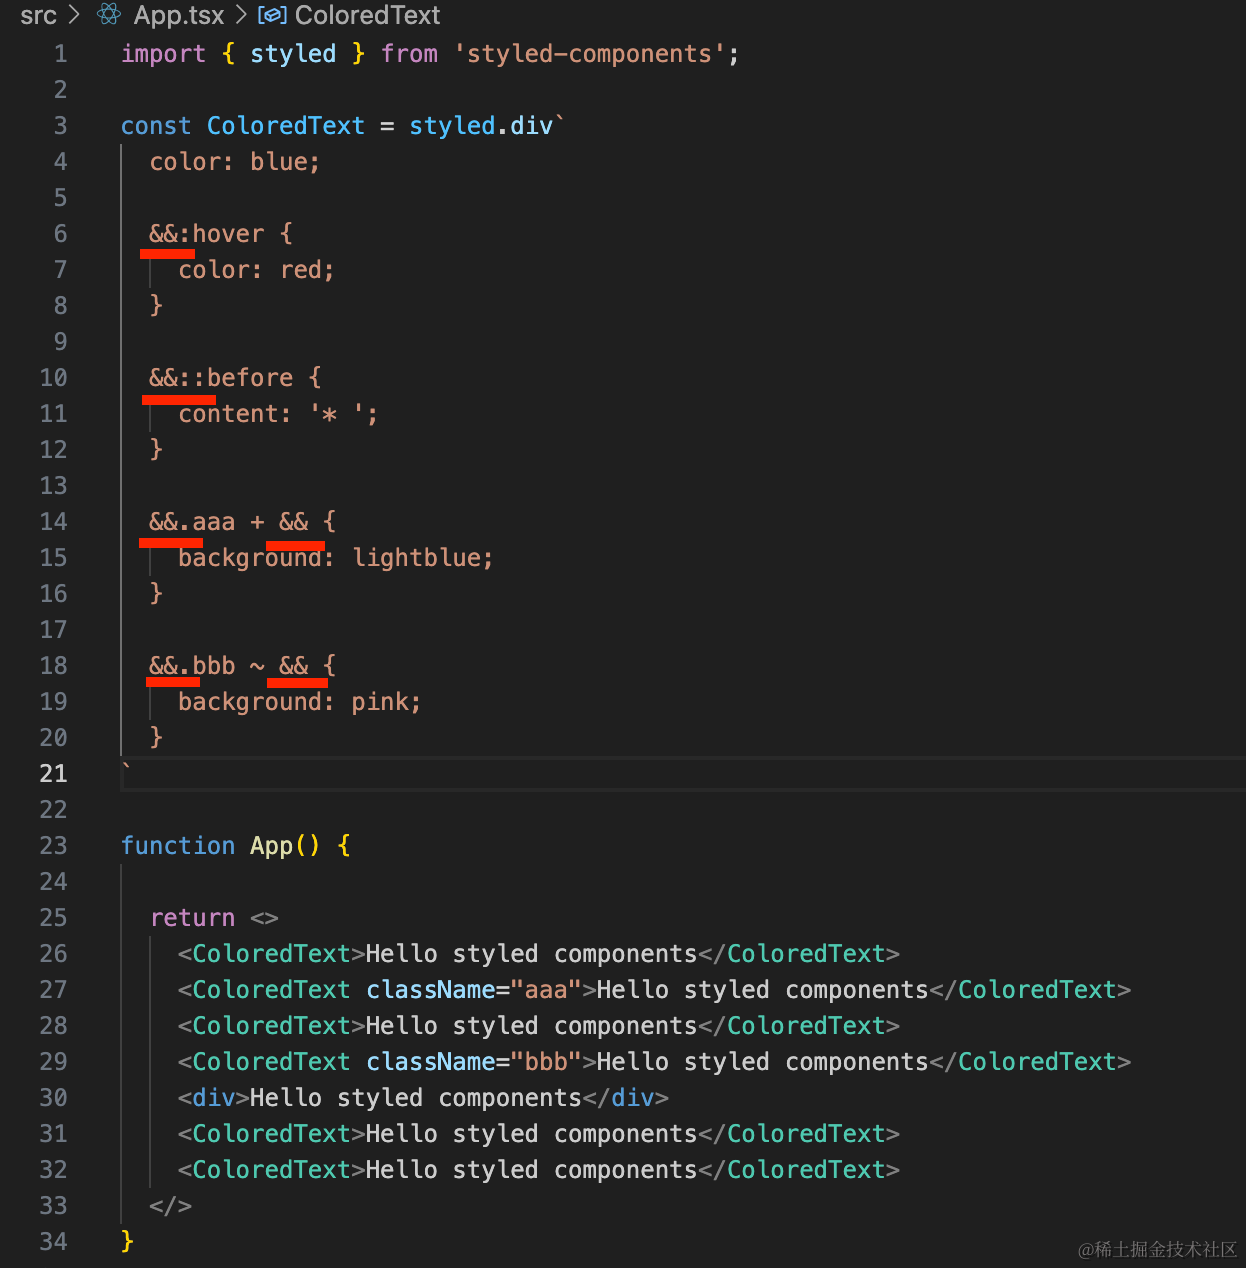 src > App.tsx > ColoredText
1 import { styled } from 'styled-components';
2
3 const ColoredText = styled.div`
4   color: blue;
5
6   &&:hover {
7     color: red;
8   }
9
10   &&::before {
11     content: '* ';
12   }
13
14   &&.aaa + && {
15     background: lightblue;
16   }
17
18   &&.bbb ~ && {
19     background: pink;
20   }
21 `
22
23 function App() {
24
25   return <>
26     <ColoredText>Hello styled components</ColoredText>
27     <ColoredText className="aaa">Hello styled components</ColoredText>
28     <ColoredText>Hello styled components</ColoredText>
29     <ColoredText className="bbb">Hello styled components</ColoredText>
30     <div>Hello styled components</div>
31     <ColoredText>Hello styled components</ColoredText>
32     <ColoredText>Hello styled components</ColoredText>
33   </>
34 }
@稀土掘金技术社区